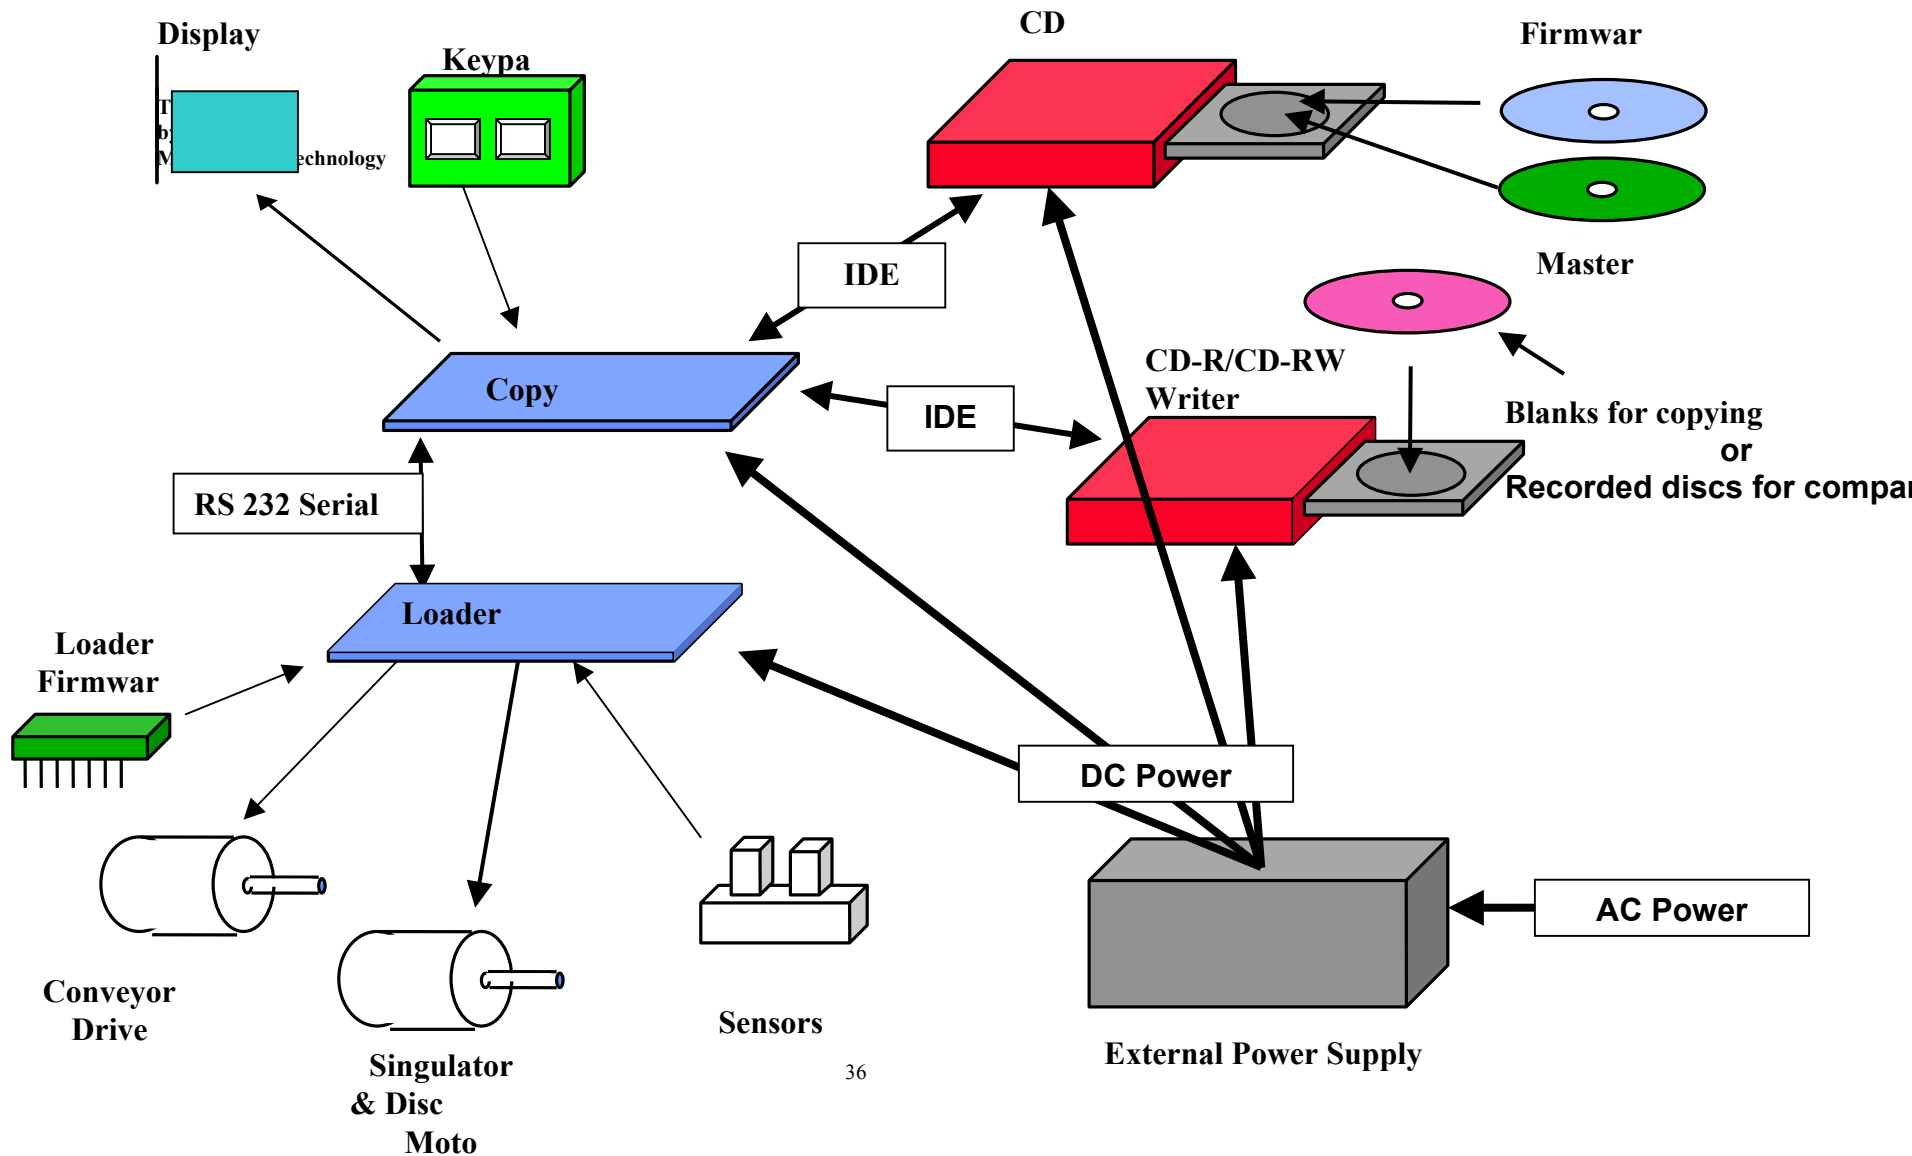 Display
Keypa
CD
Firmwar
T
by
M
echnology
IDE
Master
CD-R/CD-RW
Writer
Copy
IDE
Blanks for copying
or
Recorded discs for compar
RS 232 Serial
Loader
Loader
Firmwar
DC Power
AC Power
Conveyor
Drive
Sensors
External Power Supply
Singulator
& Disc
Moto
36